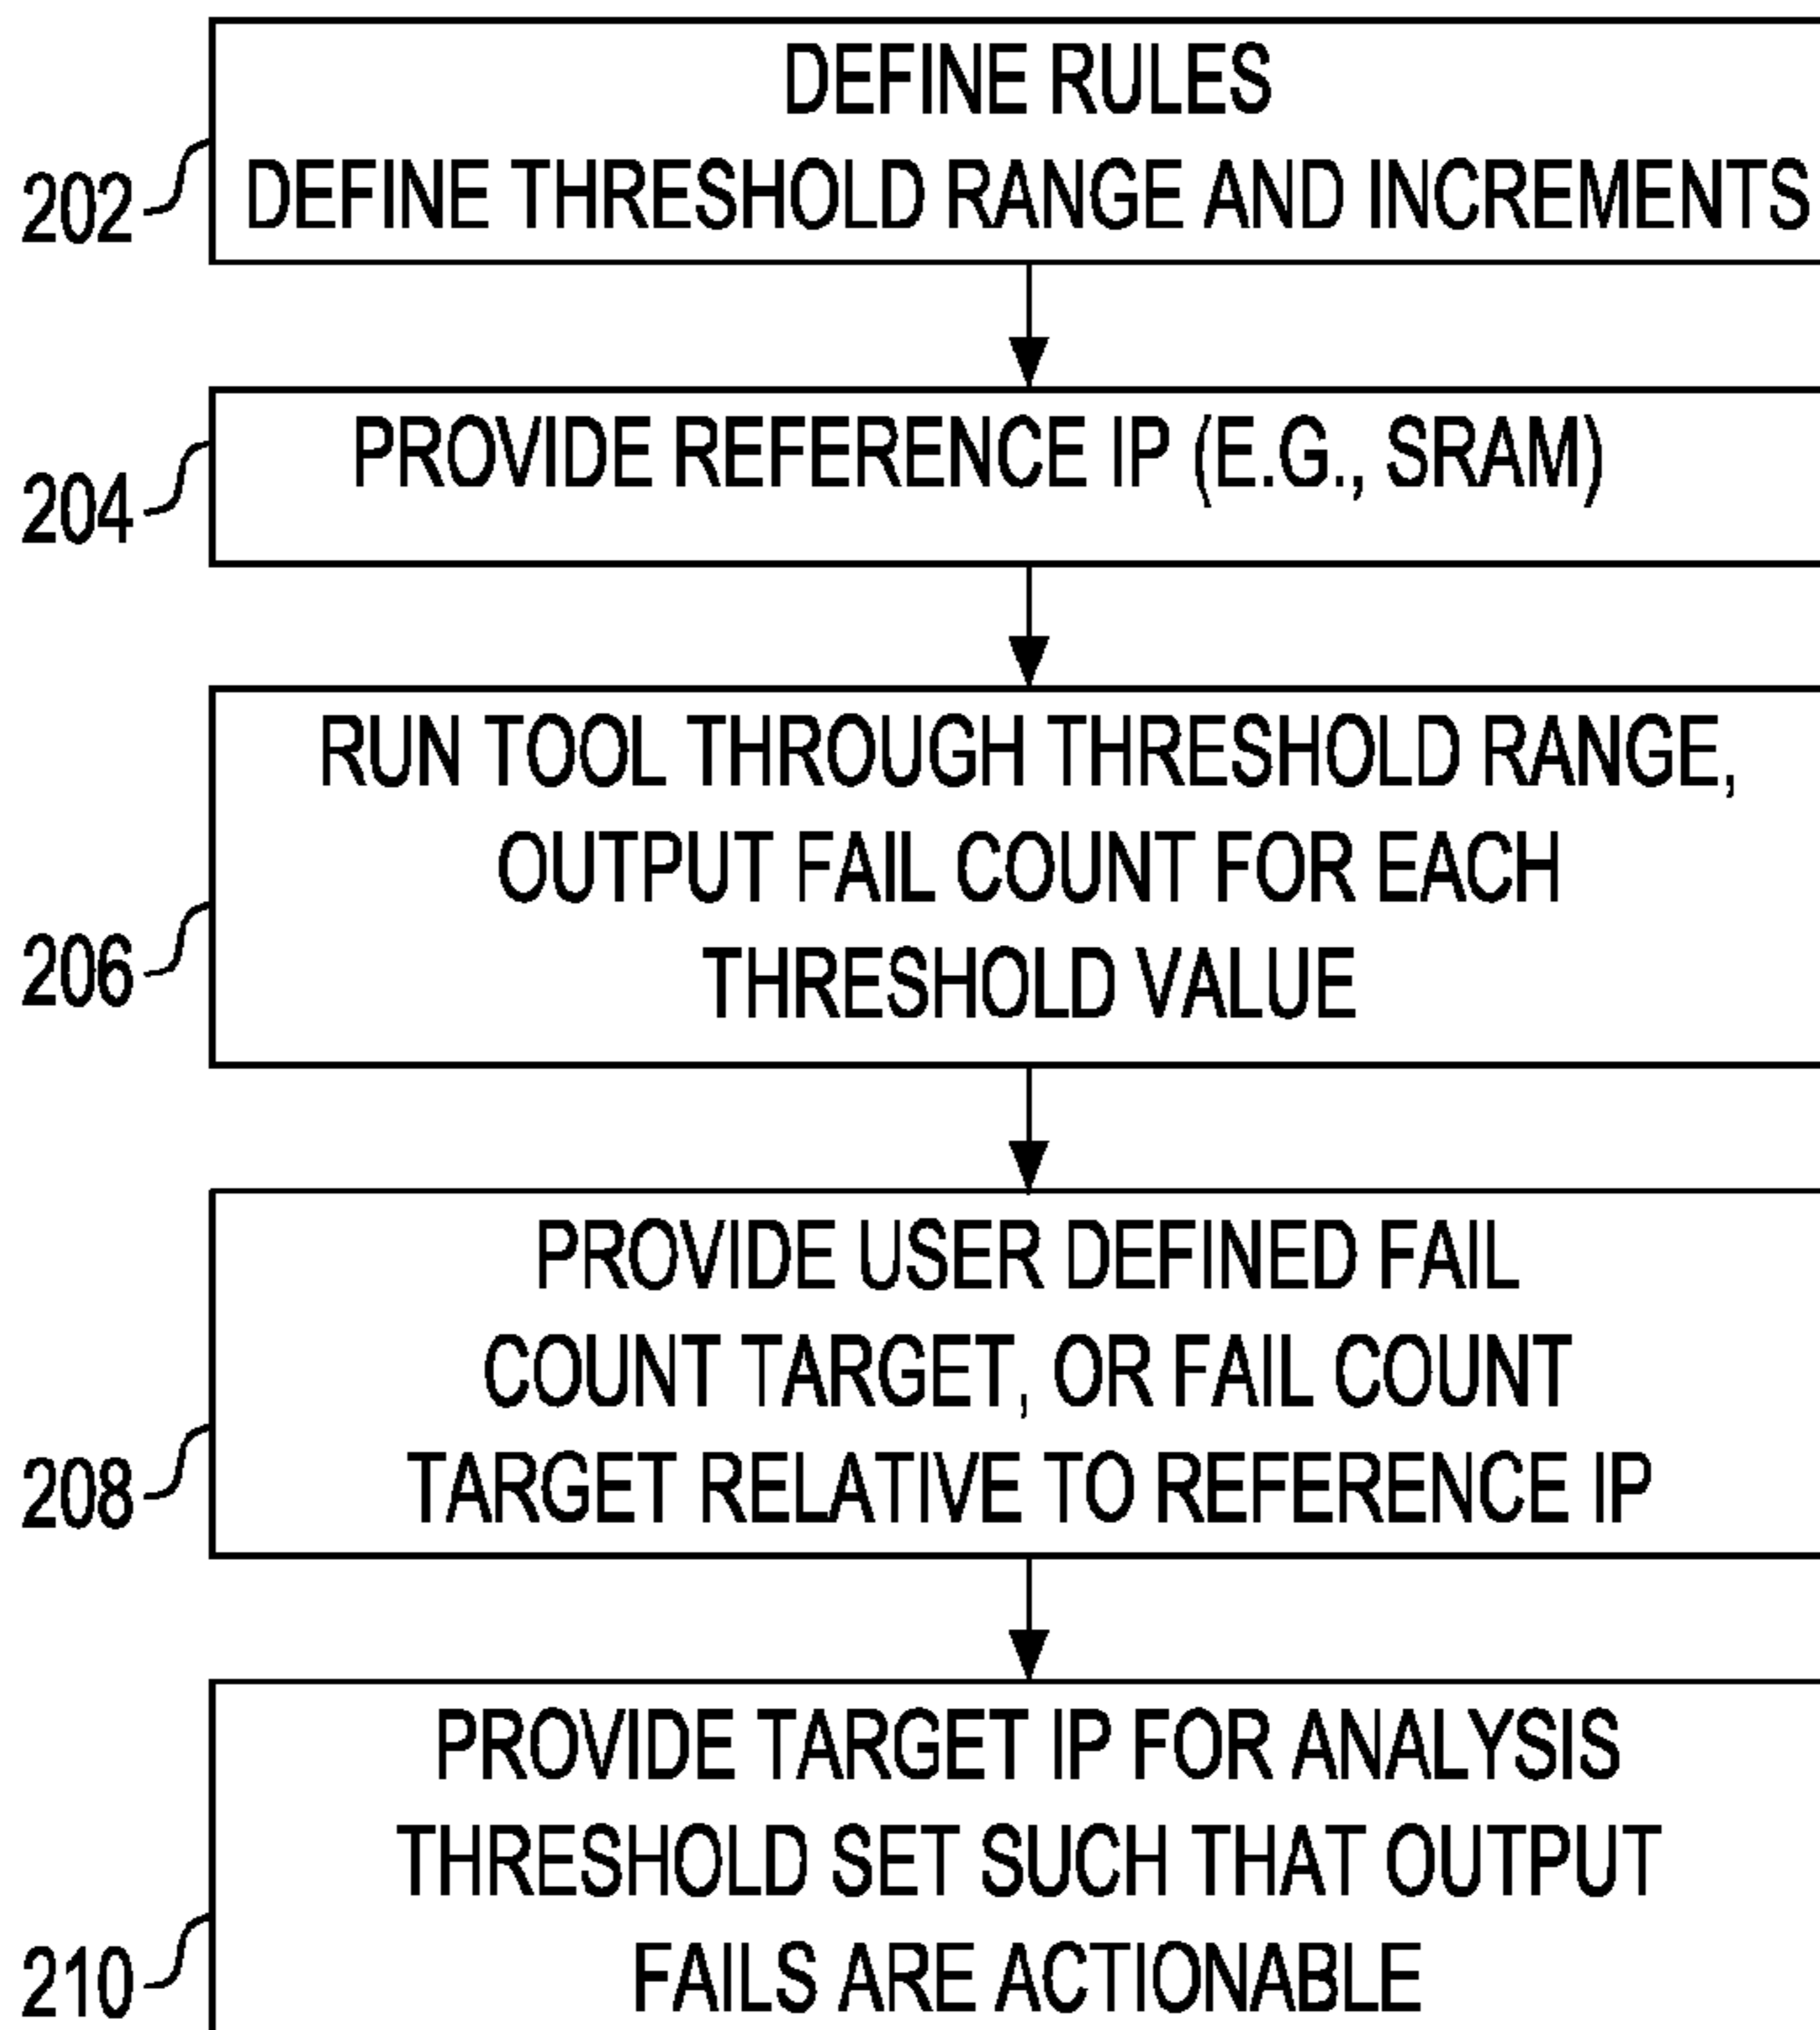 DEFINE RULES
DEFINE THRESHOLD RANGE AND INCREMENTS
202
PROVIDE REFERENCE IP (E.G., SRAM)
204
RUN TOOL THROUGH THRESHOLD RANGE,
OUTPUT FAIL COUNT FOR EACH
THRESHOLD VALUE
206
PROVIDE USER DEFINED FAIL
COUNT TARGET, OR FAIL COUNT
TARGET RELATIVE TO REFERENCE IP
208
PROVIDE TARGET IP FOR ANALYSIS
THRESHOLD SET SUCH THAT OUTPUT
FAILS ARE ACTIONABLE
210